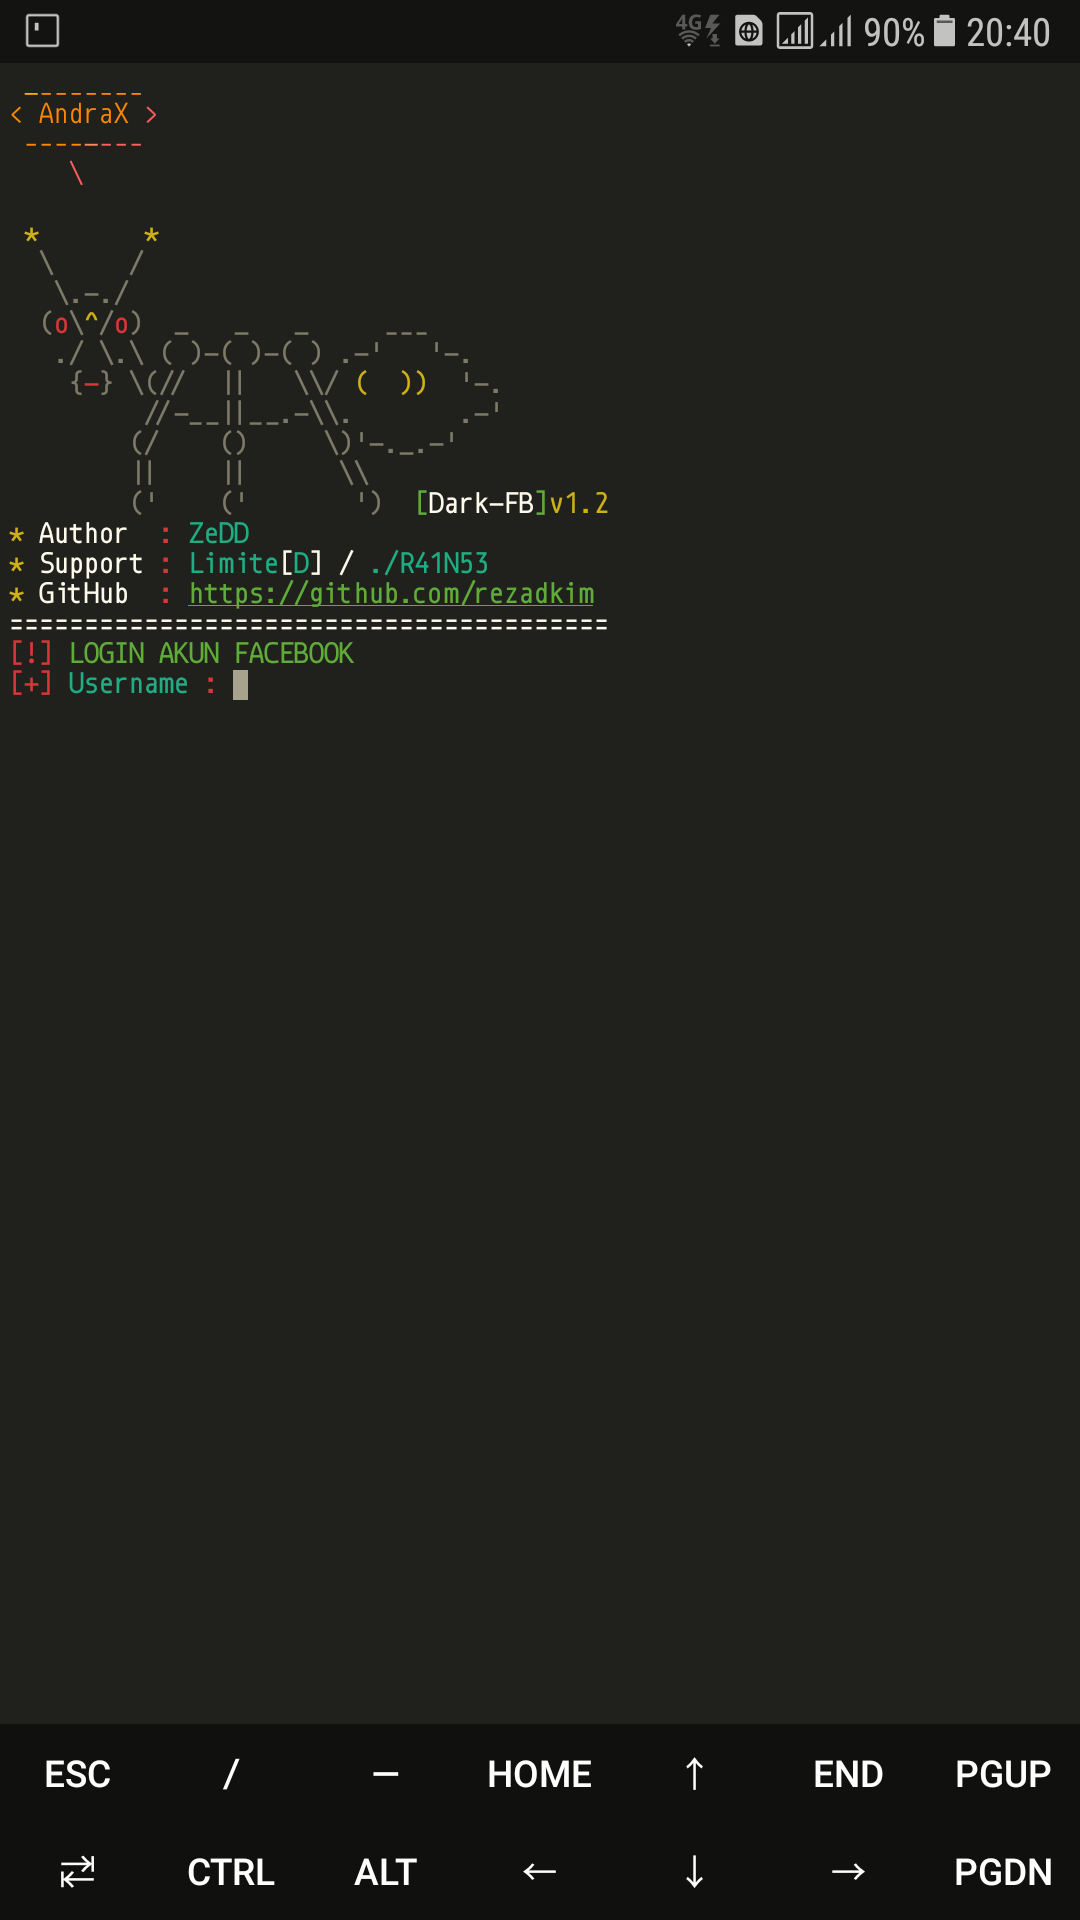 4G 90% 20:40
< AndraX >
[Dark-FB]v1.2
* Author : ZeDD
* Support : Limite[D] / ./R41N53
* GitHub : https://github.com/rezadkim
========================================
[!] LOGIN AKUN FACEBOOK
[+] Username :
ESC / — HOME ↑ END PGUP
⇄ CTRL ALT ← ↓ → PGDN